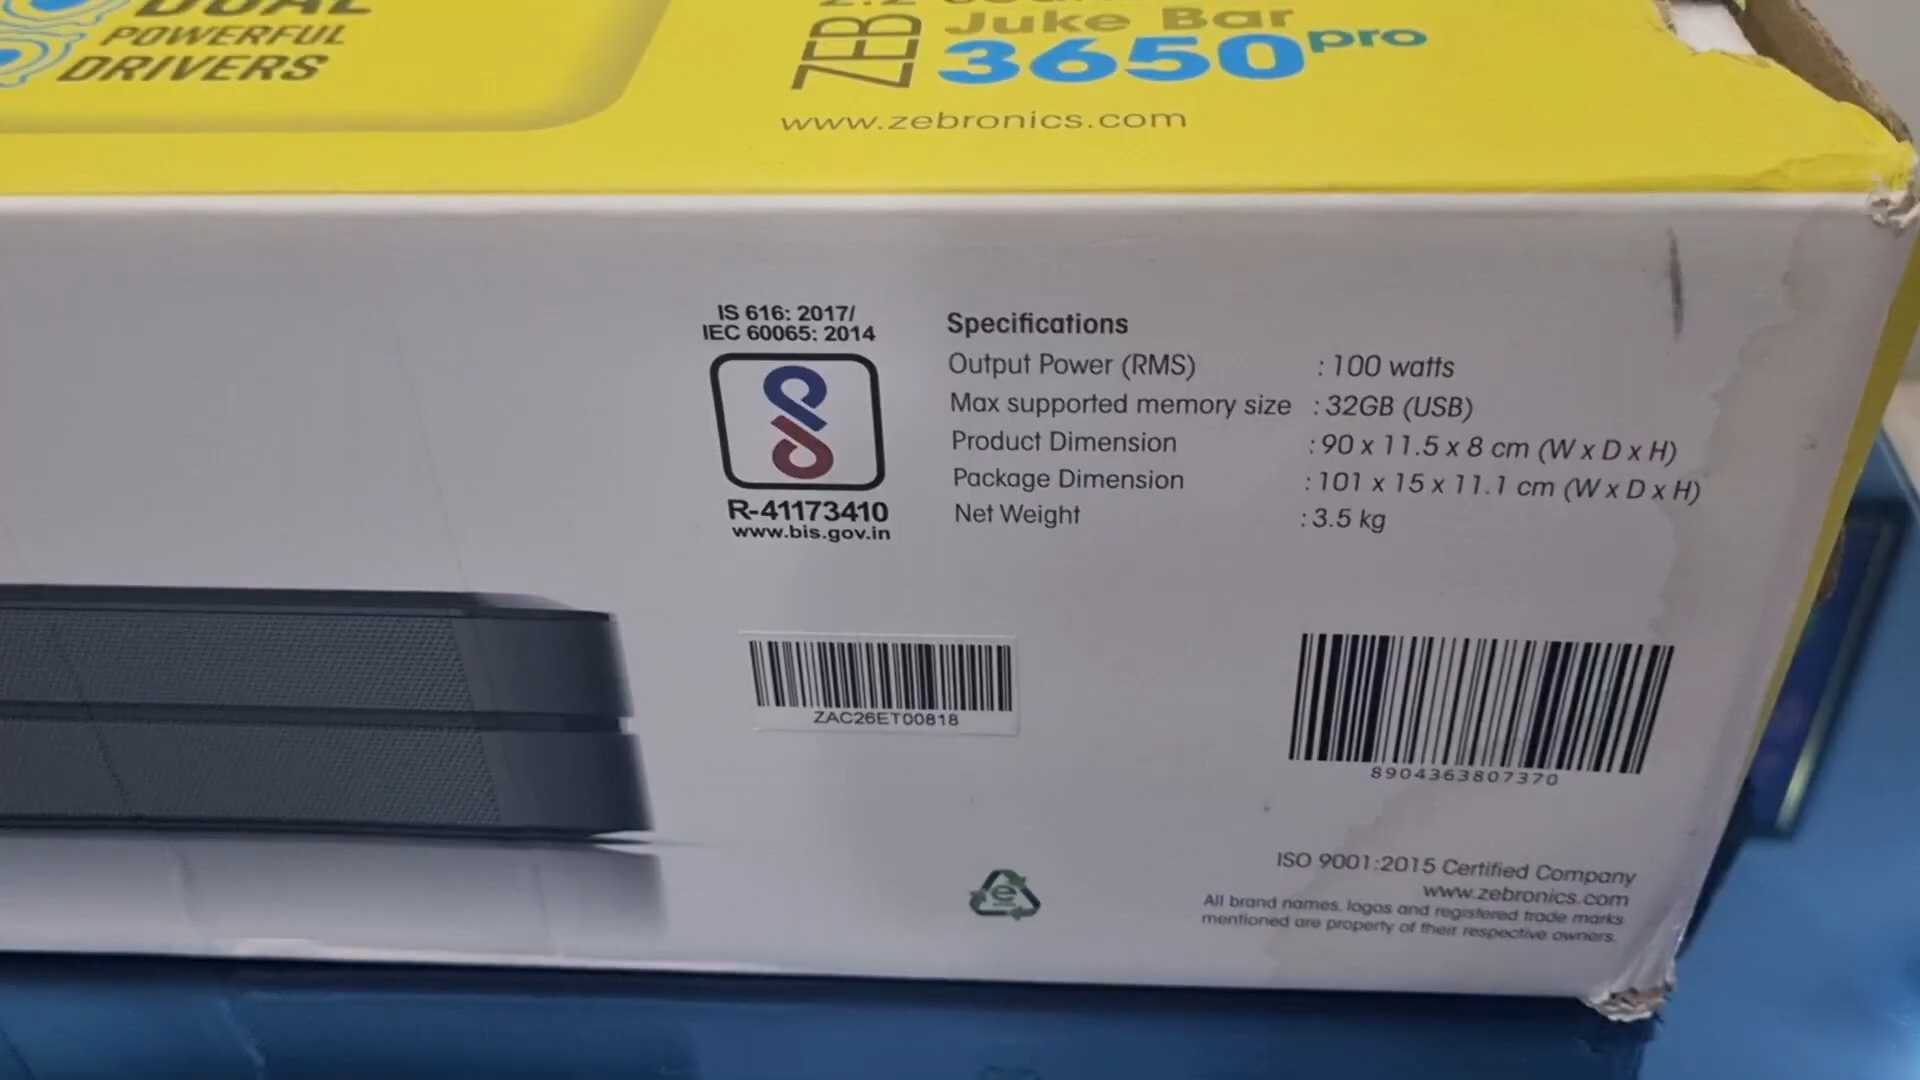 DUAL
POWERFUL
DRIVERS
ZEB
Juke Bar
3650pro
www.zebronics.com
IS 616: 2017/
IEC 60065: 2014
R-41173410
www.bis.gov.in
Specifications
Output Power (RMS) : 100 watts
Max supported memory size : 32GB (USB)
Product Dimension : 90 x 11.5 x 8 cm (W x D x H)
Package Dimension : 101 x 15 x 11.1 cm (W x D x H)
Net Weight : 3.5 kg
ZAC26ET00818
8904363807370
e
ISO 9001:2015 Certified Company
www.zebronics.com
All brand names, logos and registered trade marks
mentioned are property of their respective owners.